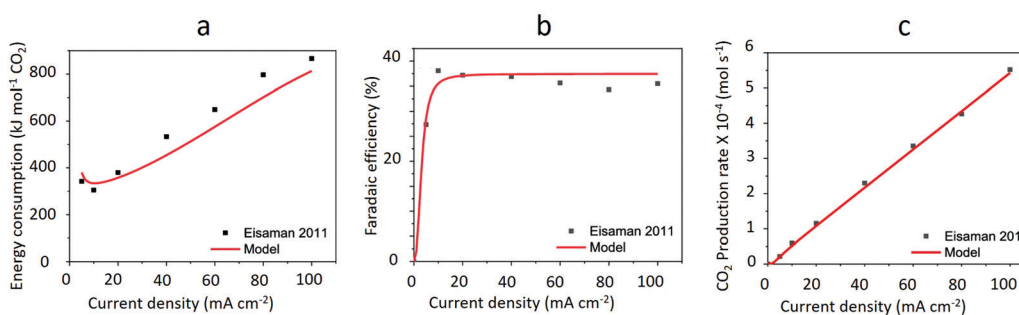 a
b
c
Energy consumption (kJ mol-1 CO2)
800
600
400
200
0
20
40
60
80
100
Current density (mA cm-2)
Eisaman 2011
Model
Faradaic efficiency (%)
40
20
0
0
20
40
60
80
100
Current density (mA cm-2)
Eisaman 2011
Model
CO2 Production rate X 10-4 (mol s-1)
6
5
4
3
2
1
0
0
20
40
60
80
100
Current density (mA cm-2)
Eisaman 201
Model